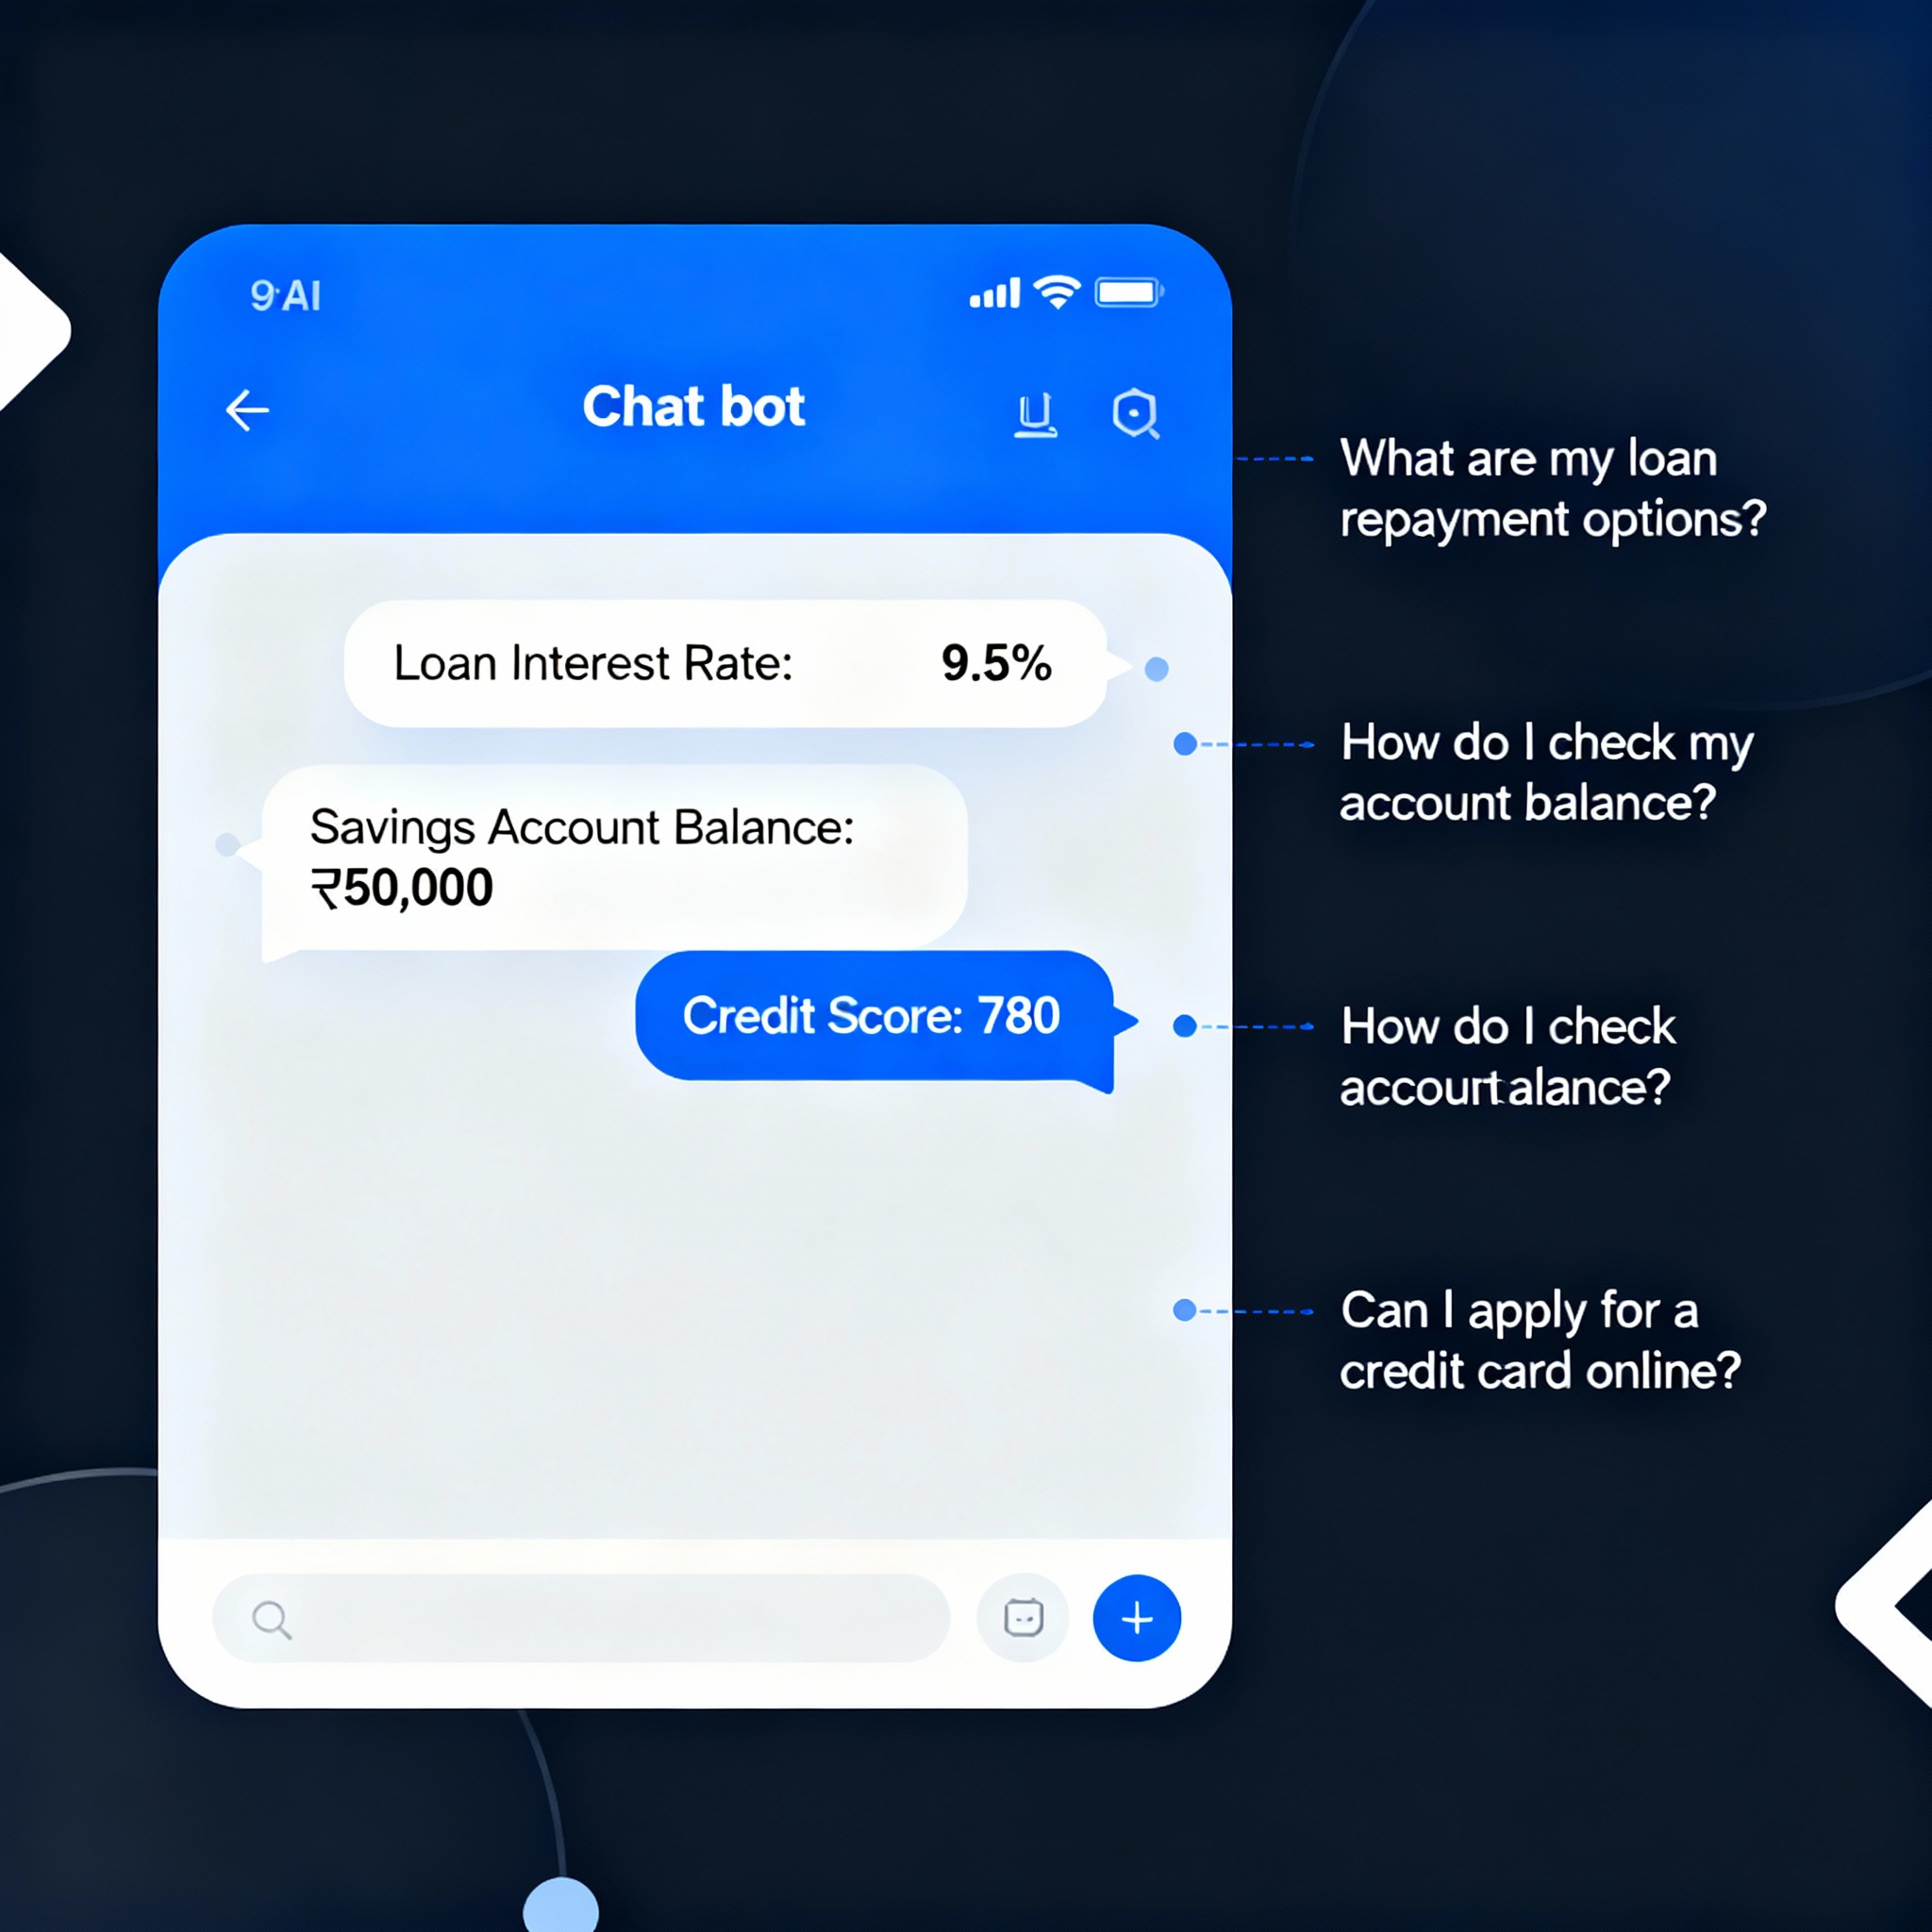 9:AI
Chat bot
Loan Interest Rate: 9.5%
Savings Account Balance:
₹50,000
Credit Score: 780
What are my loan
repayment options?
How do I check my
account balance?
How do I check
accourt alance?
Can I apply for a
credit card online?